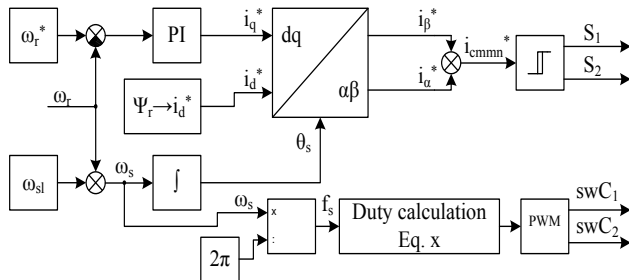 ωr*
PI
iq*
dq
iβ*
icmmn*
S1
S2
ωr
Ψr→id*
id*
αβ
iα*
θs
ωsl
ωs
∫
ωs
x
:
fs
2π
Duty calculation
Eq. x
PWM
swC1
swC2